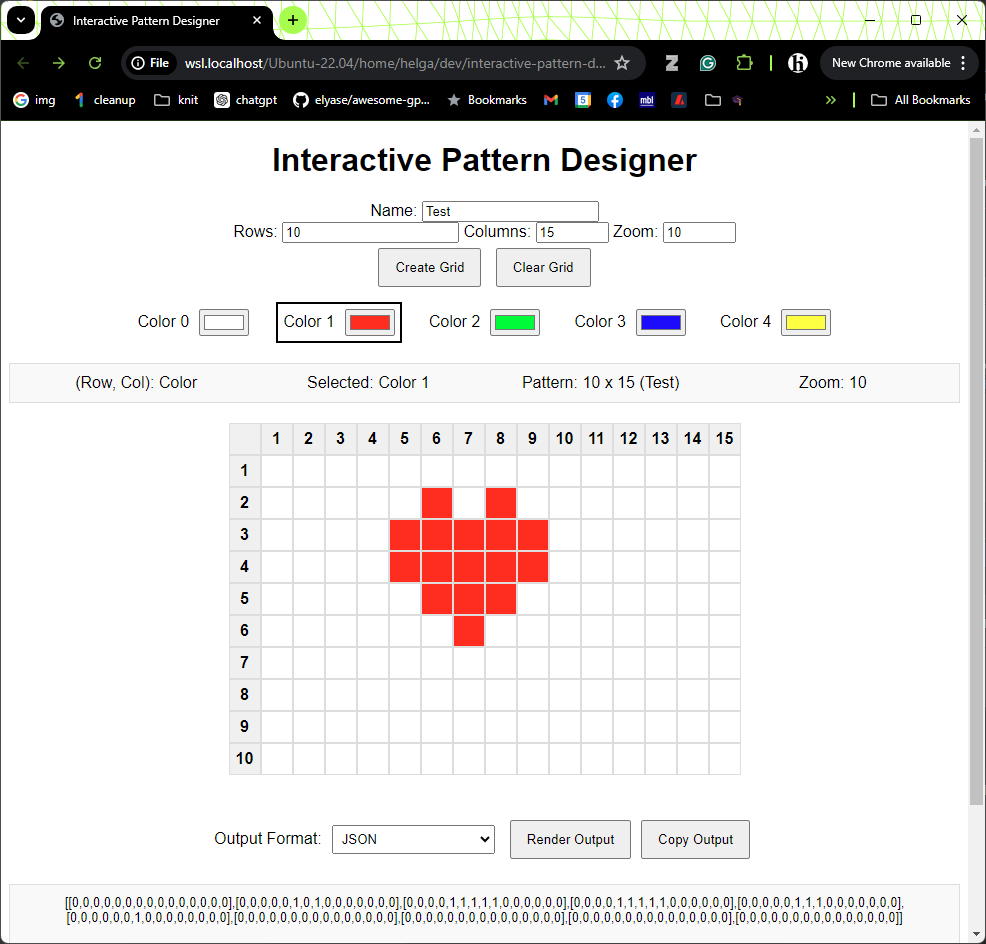 Interactive Pattern Designer
File wsl.localhost/Ubuntu-22.04/home/helga/dev/interactive-pattern-d... New Chrome available
img cleanup knit chatgpt elyase/awesome-gp... Bookmarks 5 mbl » All Bookmarks
Interactive Pattern Designer
Name: Test
Rows: 10 Columns: 15 Zoom: 10
Create Grid Clear Grid
Color 0 Color 1 Color 2 Color 3 Color 4
(Row, Col): Color Selected: Color 1 Pattern: 10 x 15 (Test) Zoom: 10
1 2 3 4 5 6 7 8 9 10 11 12 13 14 15
1
2
3
4
5
6
7
8
9
10
Output Format: JSON Render Output Copy Output
[[0,0,0,0,0,0,0,0,0,0,0,0,0,0,0],[0,0,0,0,0,1,0,1,0,0,0,0,0,0,0],[0,0,0,0,1,1,1,1,1,0,0,0,0,0,0],[0,0,0,0,1,1,1,1,1,0,0,0,0,0,0],[0,0,0,0,0,1,1,1,0,0,0,0,0,0,0],
[0,0,0,0,0,0,1,0,0,0,0,0,0,0,0],[0,0,0,0,0,0,0,0,0,0,0,0,0,0,0],[0,0,0,0,0,0,0,0,0,0,0,0,0,0,0],[0,0,0,0,0,0,0,0,0,0,0,0,0,0,0],[0,0,0,0,0,0,0,0,0,0,0,0,0,0,0]]